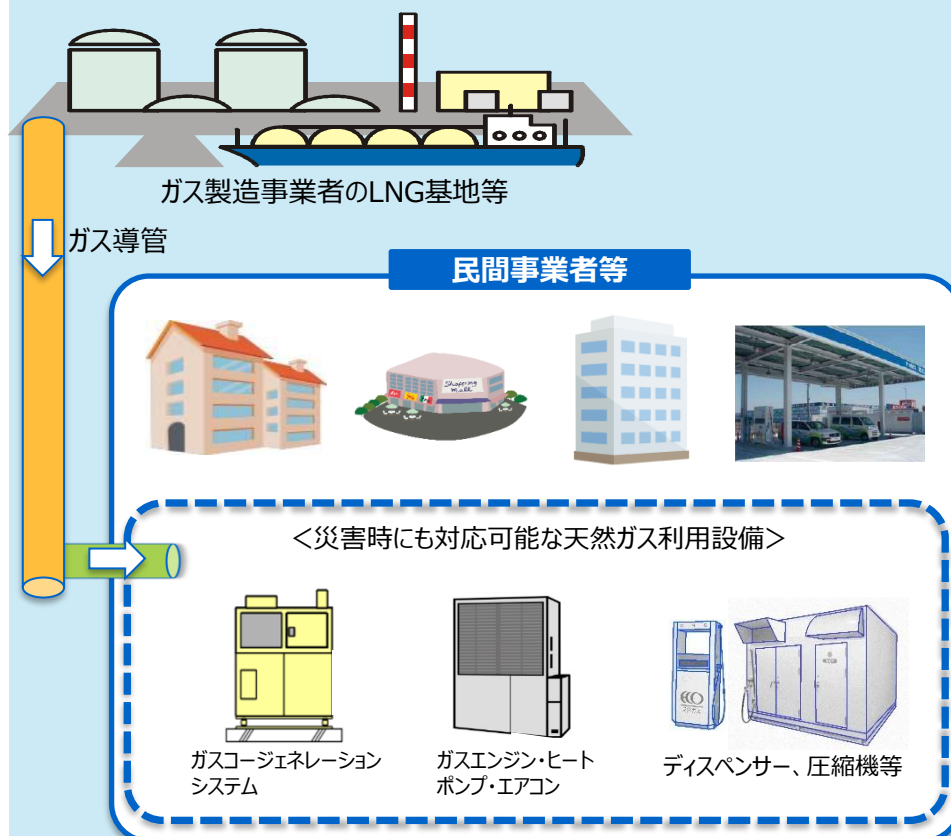 ガス製造事業者のLNG基地等
ガス導管
民間事業者等
Shopping
mall
＜災害時にも対応可能な天然ガス利用設備＞
ECO
ガスコージェネレーション
システム
ガスエンジン・ヒート
ポンプ・エアコン
ディスペンサー、圧縮機等